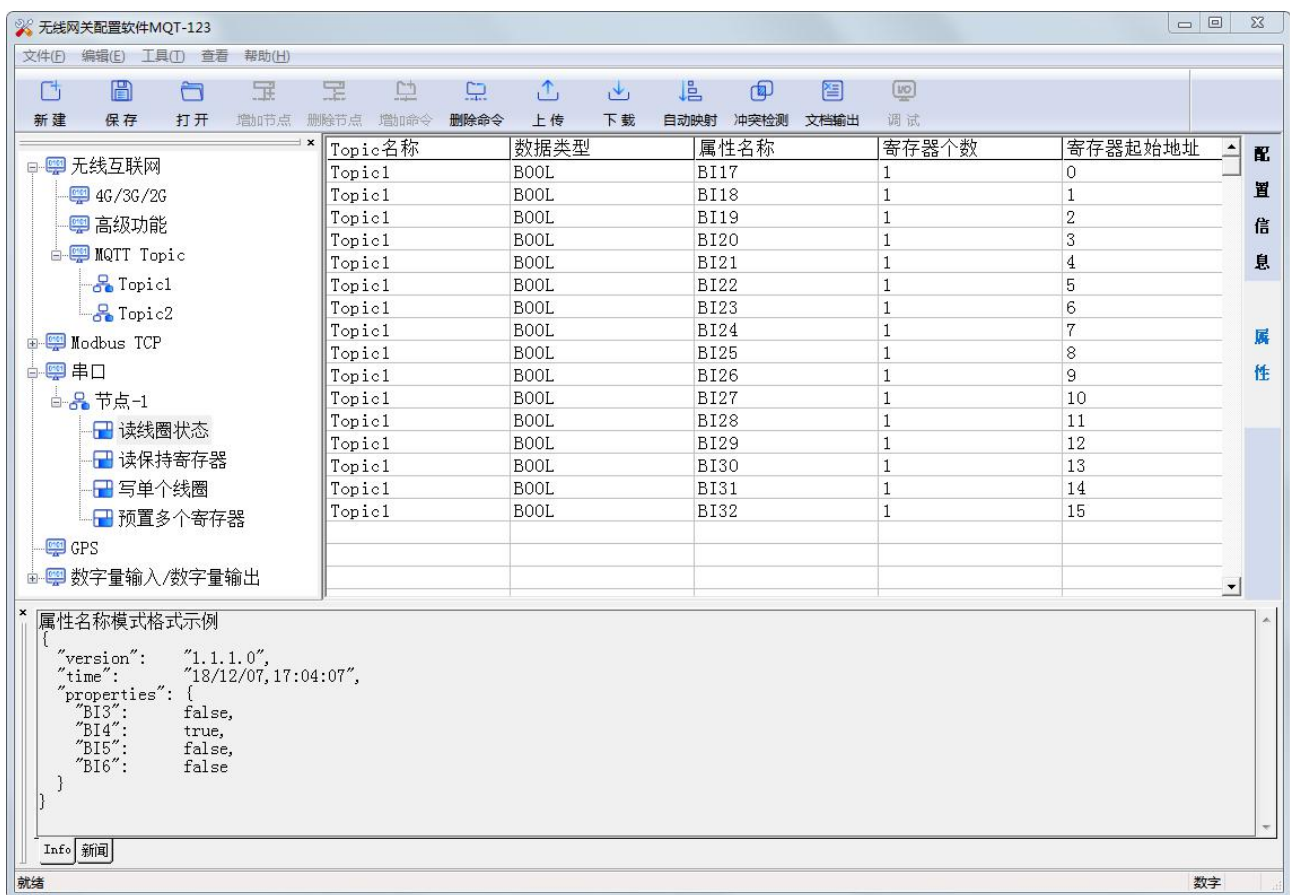 无线网关配置软件MQT-123
文件(F) 编辑(E) 工具(T) 查看 帮助(H)
新建 保存 打开 增加节点 删除节点 增加命令 删除命令 上传 下载 自动映射 冲突检测 文档输出 调试
无线互联网
4G/3G/2G
高级功能
MQTT Topic
Topic1
Topic2
Modbus TCP
串口
节点-1
读线圈状态
读保持寄存器
写单个线圈
预置多个寄存器
GPS
数字量输入/数字量输出
Topic名称 数据类型 属性名称 寄存器个数 寄存器起始地址
Topic1 BOOL BI17 1 0
Topic1 BOOL BI18 1 1
Topic1 BOOL BI19 1 2
Topic1 BOOL BI20 1 3
Topic1 BOOL BI21 1 4
Topic1 BOOL BI22 1 5
Topic1 BOOL BI23 1 6
Topic1 BOOL BI24 1 7
Topic1 BOOL BI25 1 8
Topic1 BOOL BI26 1 9
Topic1 BOOL BI27 1 10
Topic1 BOOL BI28 1 11
Topic1 BOOL BI29 1 12
Topic1 BOOL BI30 1 13
Topic1 BOOL BI31 1 14
Topic1 BOOL BI32 1 15
配置信息
属性
属性名称模式格式示例
{
"version": "1.1.1.0",
"time": "18/12/07,17:04:07",
"properties": {
"BI3": false,
"BI4": true,
"BI5": false,
"BI6": false
}
}
Info 新闻
就绪 数字